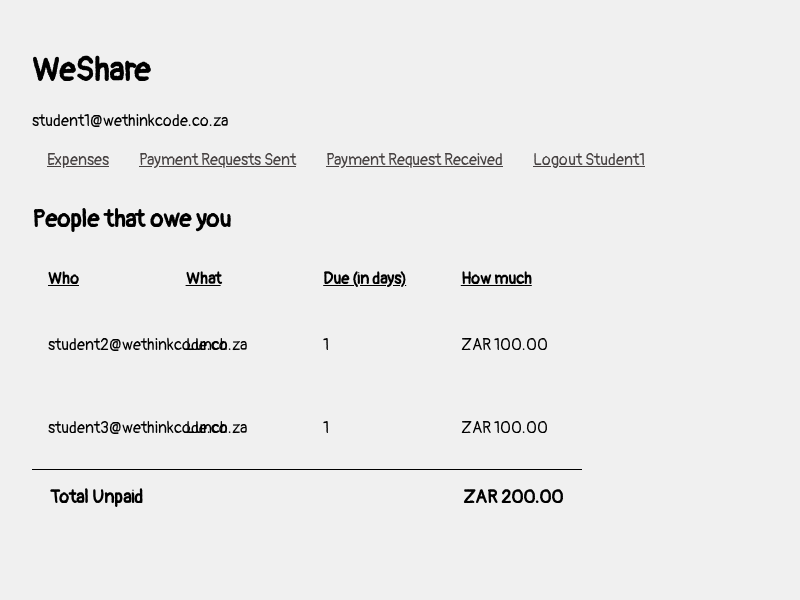 WeShare
student1@wethinkcode.co.za
Expenses Payment Requests Sent Payment Request Received Logout Student1
People that owe you
Who What Due (in days) How much
student2@wethinkcode.co.za Lunch 1 ZAR 100.00
student3@wethinkcode.co.za Lunch 1 ZAR 100.00
Total Unpaid ZAR 200.00